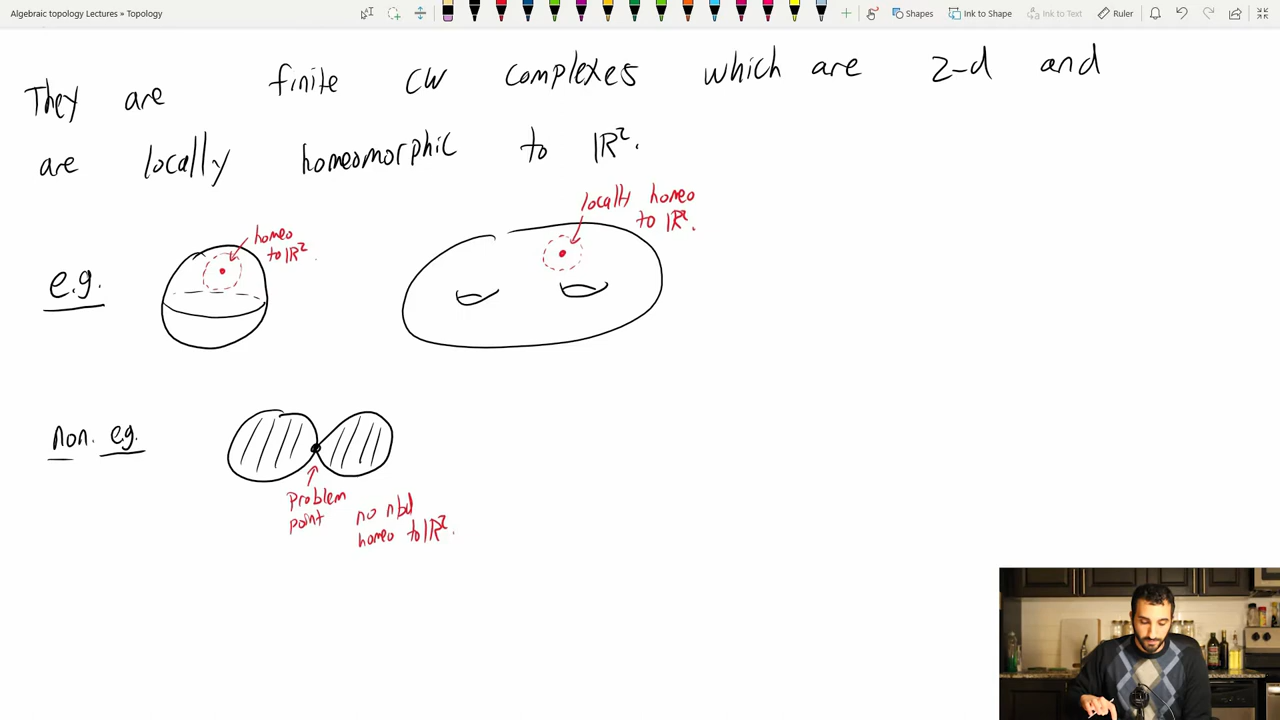 Algebraic topology Lectures » Topology
Shapes
Ink to Shape
Ink to Text
Ruler
They are finite CW complexes which are 2-d and
are locally homeomorphic to ℝ².
e.g.
homeo
to ℝ².
locally homeo
to ℝ².
non. e.g.
problem
point
no nbd
homeo to ℝ².